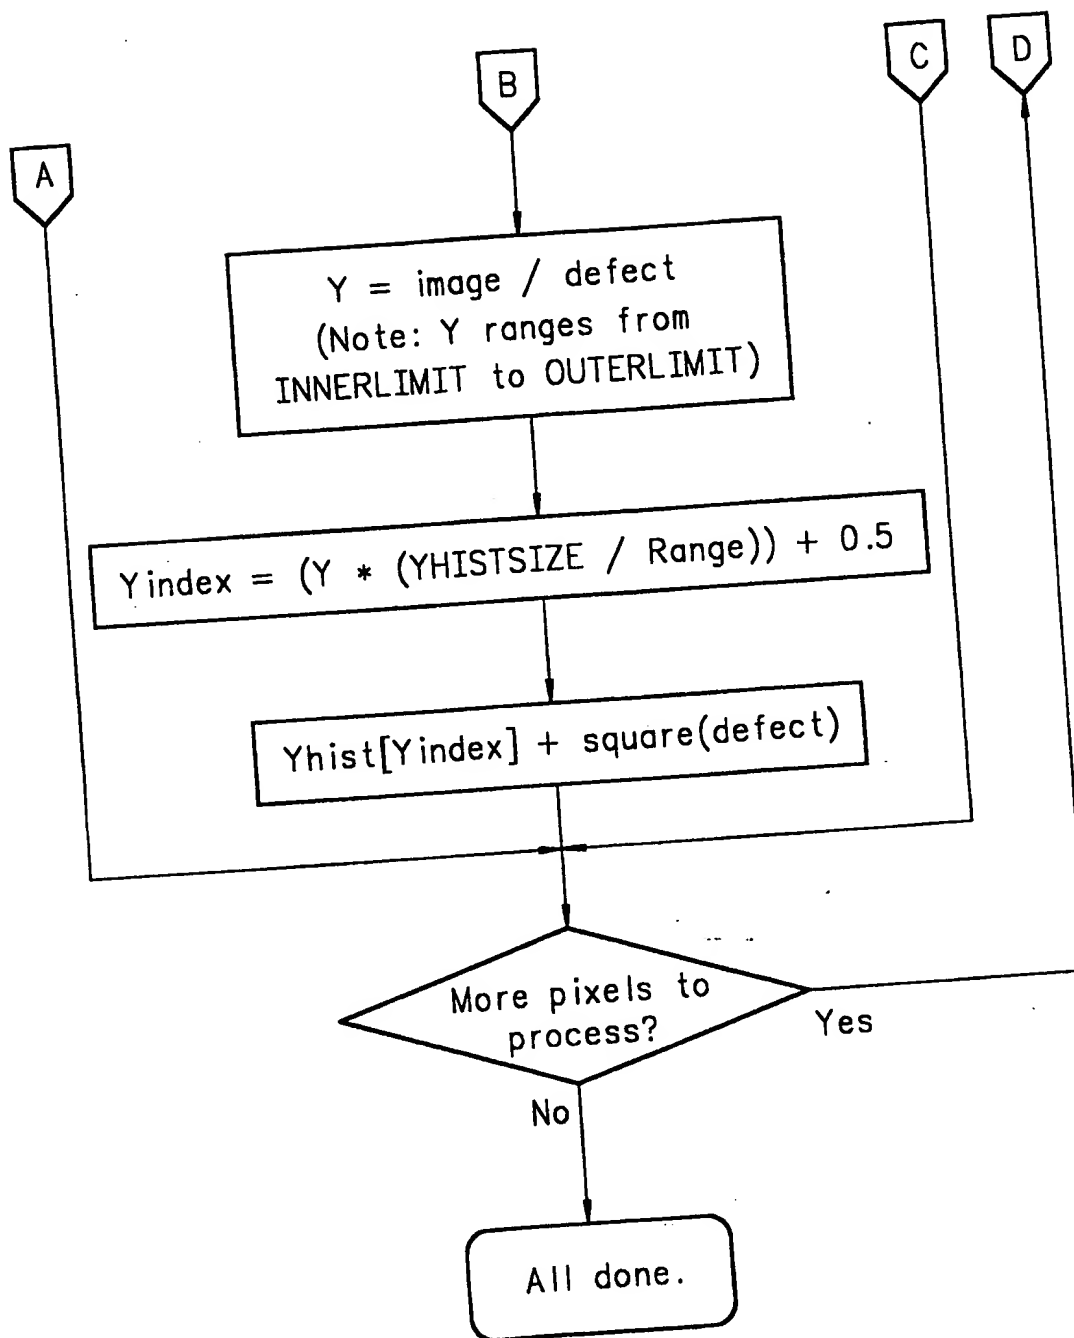 A
B
C
D
Y = image / defect
(Note: Y ranges from
INNERLIMIT to OUTERLIMIT)
Yindex = (Y * (YHISTSIZE / Range)) + 0.5
Yhist[Yindex] + square(defect)
More pixels to
process?
Yes
No
All done.